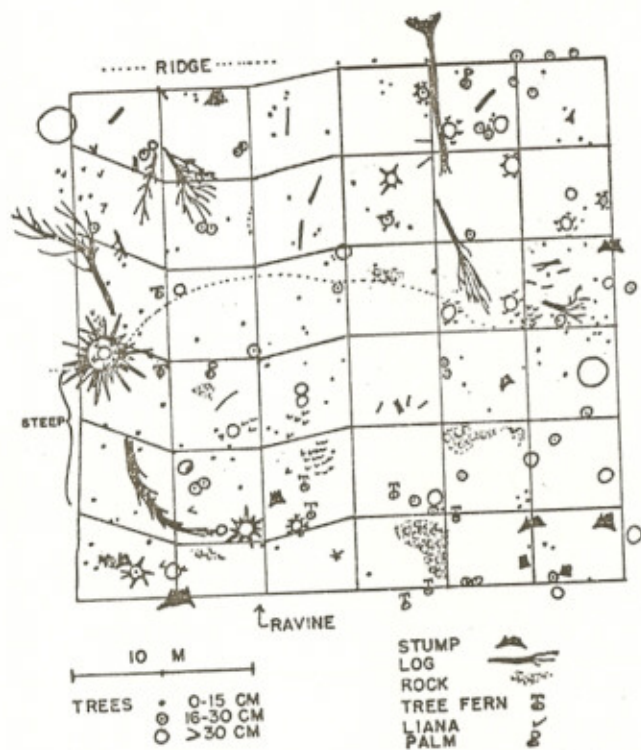 RIDGE
STEEP
RAVINE
10 M
TREES • 0-15 CM
16-30 CM
>30 CM
STUMP
LOG
ROCK
TREE FERN
LIANA
PALM